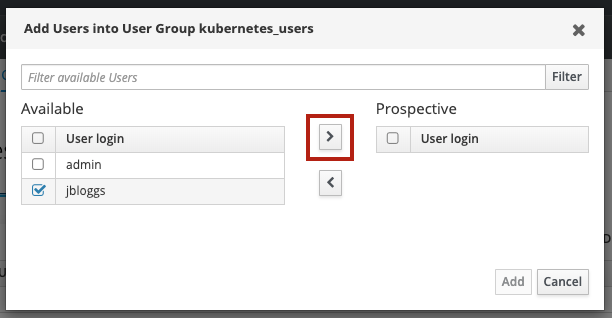 Add Users into User Group kubernetes_users
Filter available Users
Filter
Available
Prospective
User login
User login
admin
jbloggs
Add
Cancel